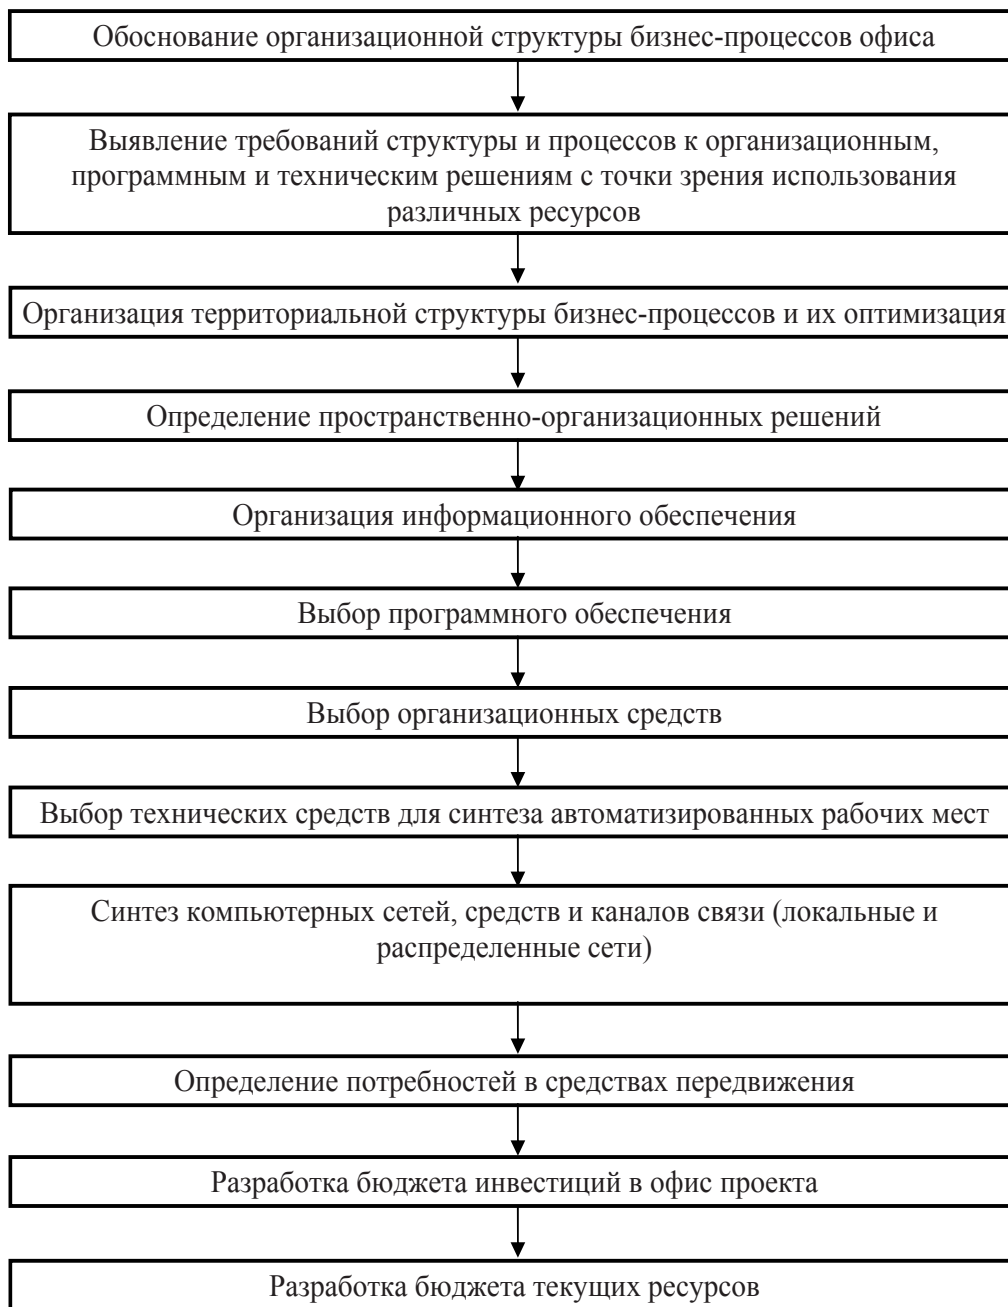 Обоснование организационной структуры бизнес-процессов офиса
Выявление требований структуры и процессов к организационным,
программным и техническим решениям с точки зрения использования
различных ресурсов
Организация территориальной структуры бизнес-процессов и их оптимизация
Определение пространственно-организационных решений
Организация информационного обеспечения
Выбор программного обеспечения
Выбор организационных средств
Выбор технических средств для синтеза автоматизированных рабочих мест
Синтез компьютерных сетей, средств и каналов связи (локальные и
распределенные сети)
Определение потребностей в средствах передвижения
Разработка бюджета инвестиций в офис проекта
Разработка бюджета текущих ресурсов